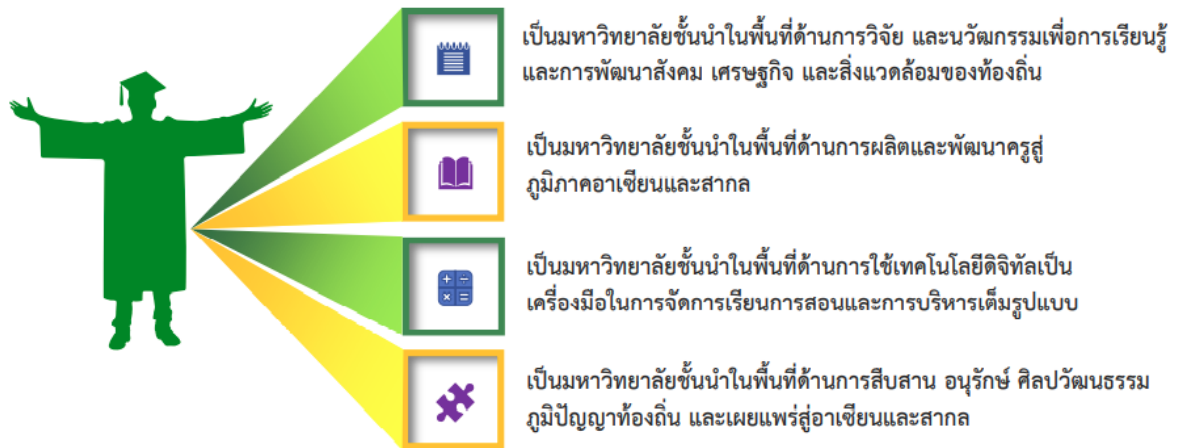 เป็นมหาวิทยาลัยชั้นนำในพื้นที่ด้านการวิจัย และนวัฒกรรมเพื่อการเรียนรู้
และการพัฒนาสังคม เศรษฐกิจ และสิ่งแวดล้อมของท้องถิ่น
เป็นมหาวิทยาลัยชั้นนำในพื้นที่ด้านการผลิตและพัฒนาครูสู่
ภูมิภาคอาเซียนและสากล
เป็นมหาวิทยาลัยชั้นนำในพื้นที่ด้านการใช้เทคโนโลยีดิจิทัลเป็น
เครื่องมือในการจัดการเรียนการสอนและการบริหารเต็มรูปแบบ
เป็นมหาวิทยาลัยชั้นนำในพื้นที่ด้านการสืบสาน อนุรักษ์ ศิลปวัฒนธรรม
ภูมิปัญญาท้องถิ่น และเผยแพร่สู่อาเซียนและสากล